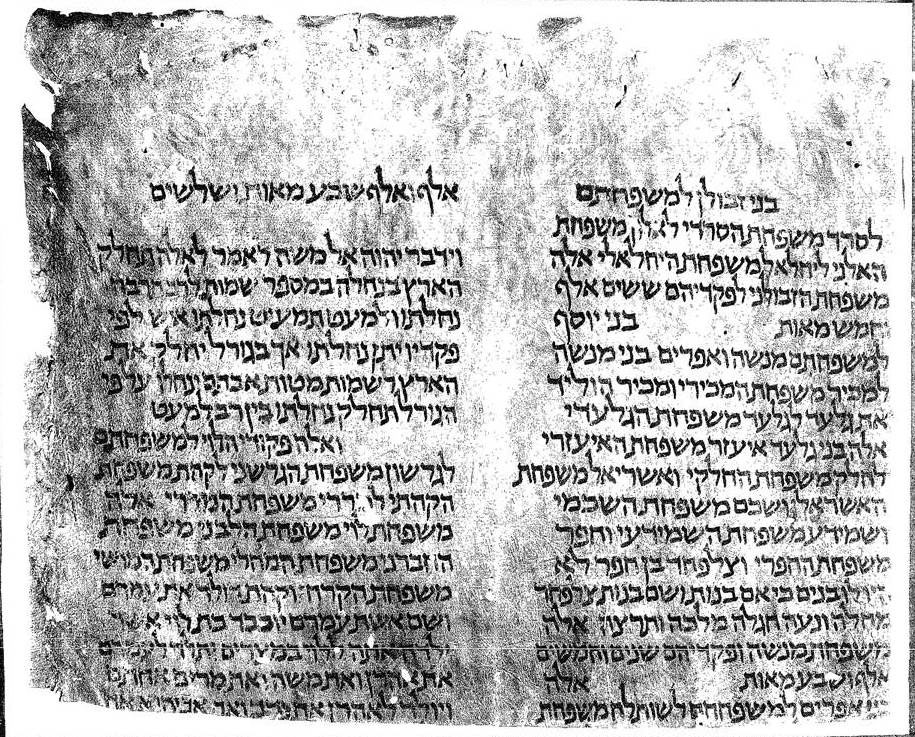 בני זבולן למשפחתם
לסרד משפחת הסרדי לאלון משפחת
האלני ליחלאל משפחת היחלאלי אלה
משפחת הזבולני לפקדיהם ששים אלף
וחמש מאות בני יוסף
למשפחתם מנשה ואפרים בני מנשה
למכיר משפחת המכירי ומכיר הוליד
את גלעד לגלעד משפחת הגלעדי
אלה בני גלעד איעזר משפחת האיעזרי
לחלק משפחת החלקי ואשריאל משפחת
האשראלי ושכם משפחת השכמי
ושמידע משפחת השמידעי וחפר
משפחת החפרי וצלפחד בן חפר לא
היו לו בנים כי אם בנות ושם בנות צלפחד
מחלה ונעה חגלה מלכה ותרצה אלה
משפחת מנשה ופקדיהם שנים וחמשים
אלף ושבע מאות אלה
בני אפרים למשפחתם לשותלח משפחת
אלף ואלף שבע מאות ושלשים
וידבר יהוה אל משה לאמר לאלה תחלק
הארץ בנחלה במספר שמות לרב תרבה
נחלתו ולמעט תמעיט נחלתו איש לפי
פקדיו יתן נחלתו אך בגורל יחלק את
הארץ לשמות מטות אבתם ינחלו על פי
הגורל תחלק נחלתו בין רב למעט
ואלה פקודי הלוי למשפחתם
לגרשון משפחת הגרשני לקהת משפחת
הקהתי למררי משפחת המררי אלה
משפחת לוי משפחת הלבני משפחת
החברני משפחת המחלי משפחת המושי
משפחת הקרחי וקהת הולד את עמרם
ושם אשת עמרם יוכבד בת לוי אשר
ילדה אתה ללוי במצרים ותלד לעמרם
את אהרן ואת משה ואת מרים אחתם
ויולד לאהרן את נדב ואת אביהוא את